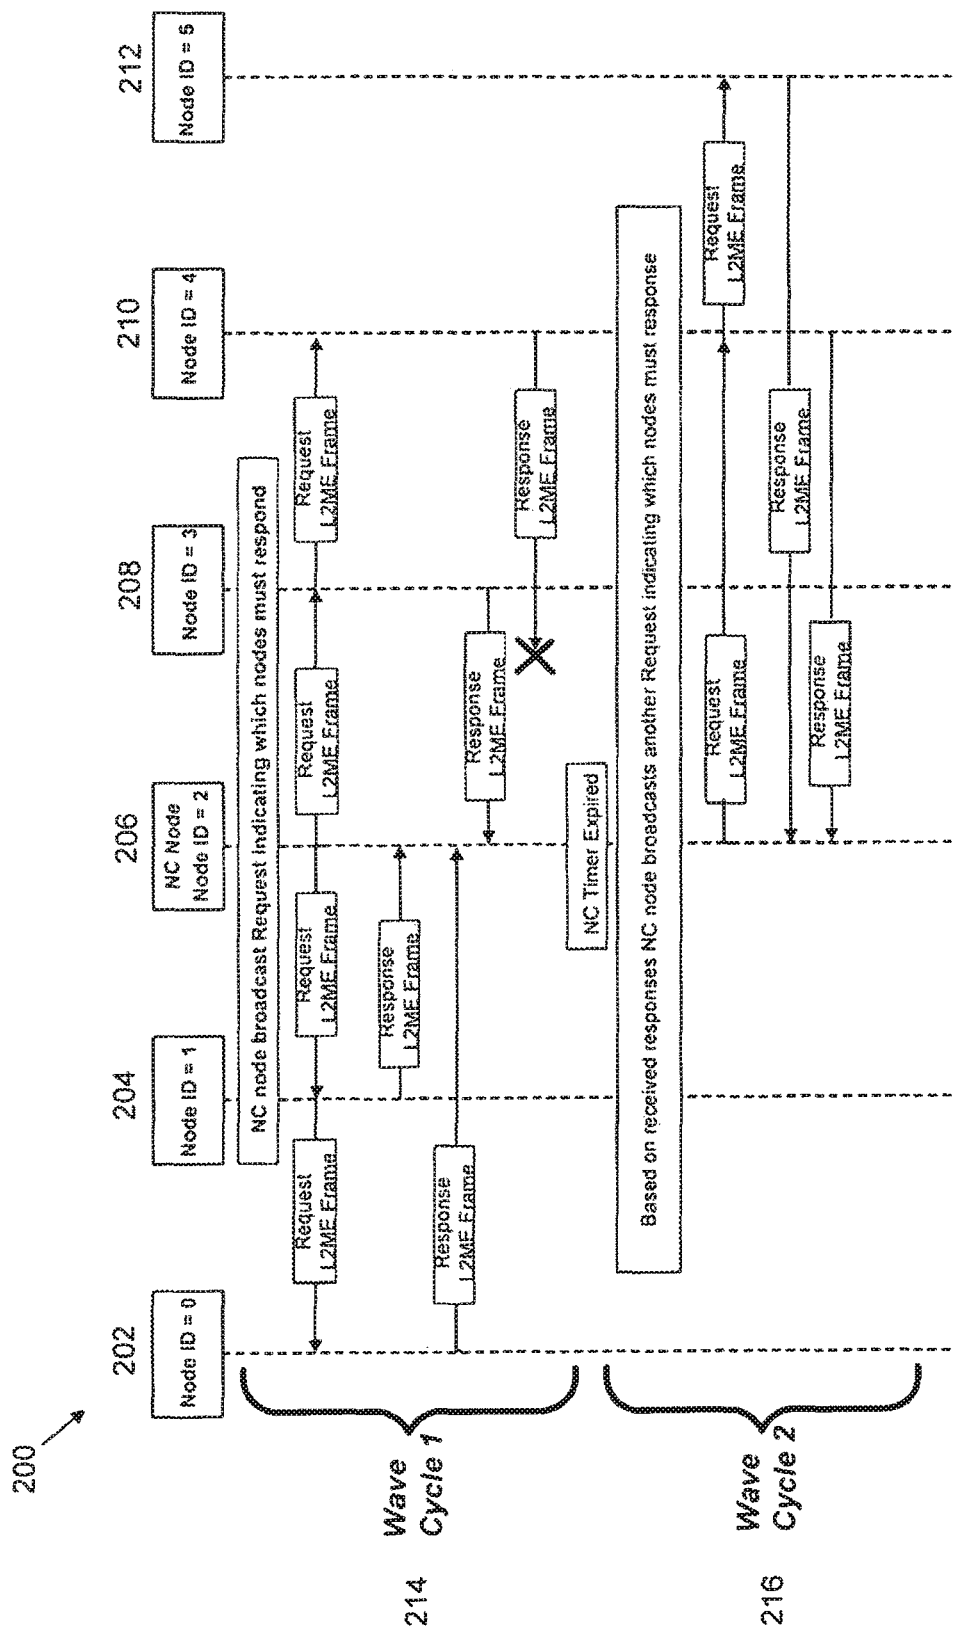 200
202
204
206
208
210
212
Node ID = 0
Node ID = 1
NC Node
Node ID = 2
Node ID = 3
Node ID = 4
Node ID = 5
NC node broadcast Request indicating which nodes must respond
Request
L2ME Frame
Request
L2ME Frame
Request
L2ME Frame
Request
L2ME Frame
Response
L2ME Frame
Response
L2ME Frame
Response
L2ME Frame
Response
L2ME Frame
Wave
Cycle 1
214
NC Timer Expired
Based on received responses NC node broadcasts another Request indicating which nodes must response
Request
L2ME Frame
Request
L2ME Frame
Response
L2ME Frame
Response
L2ME Frame
Wave
Cycle 2
216